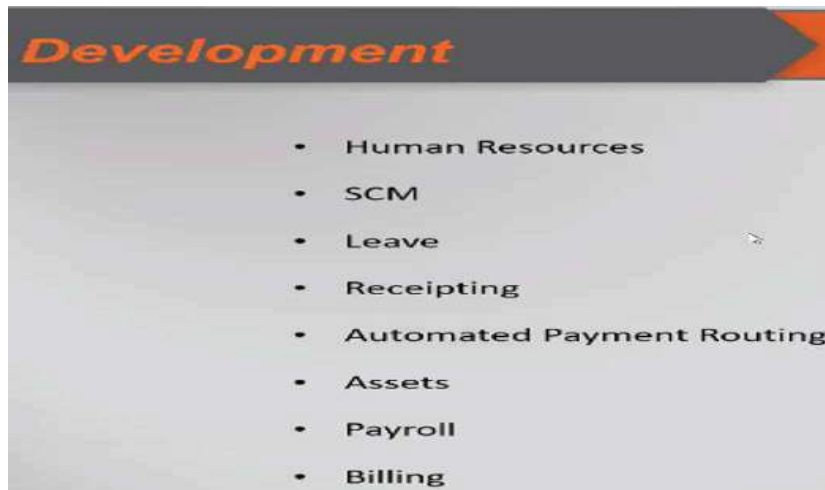 Development
• Human Resources
• SCM
• Leave
• Receipting
• Automated Payment Routing
• Assets
• Payroll
• Billing